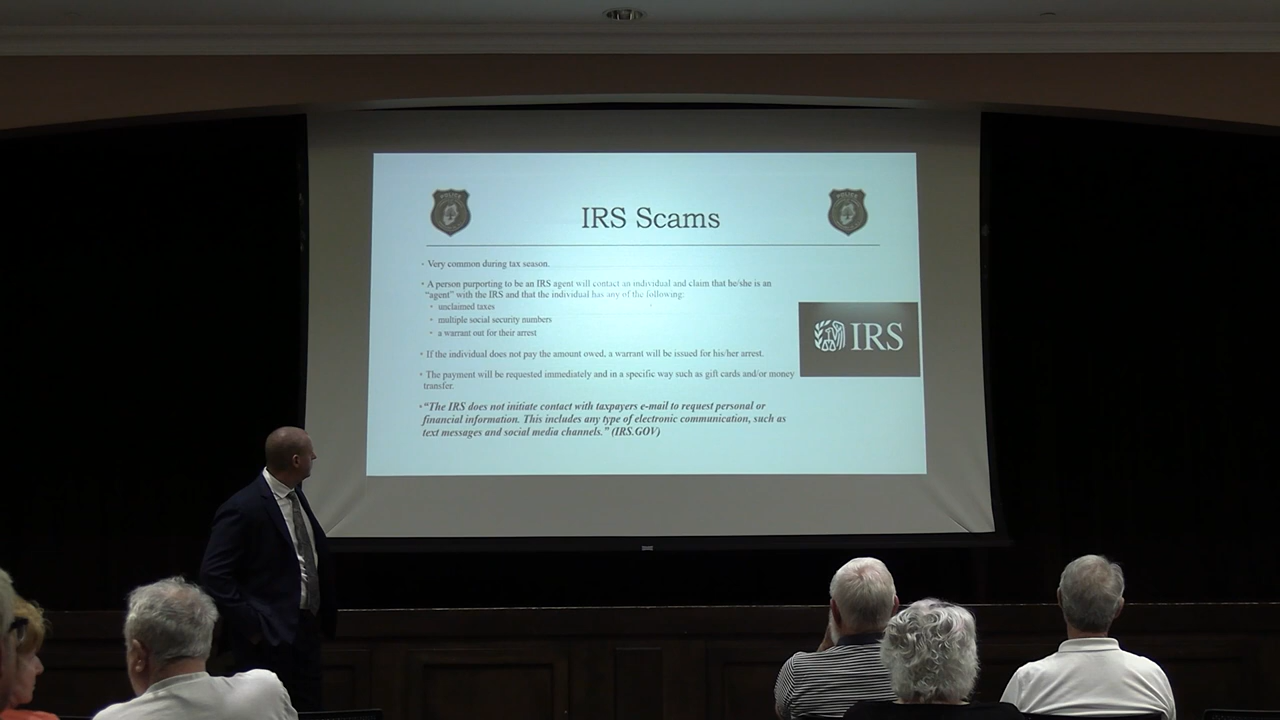 POLICE
POLICE
IRS Scams
• Very common during tax season.
• A person purporting to be an IRS agent will contact an individual and claim that he/she is an
“agent” with the IRS and that the individual has any of the following:
• unclaimed taxes
• multiple social security numbers
• a warrant out for their arrest
IRS
• If the individual does not pay the amount owed, a warrant will be issued for his/her arrest.
• The payment will be requested immediately and in a specific way such as gift cards and/or money
transfer.
• “The IRS does not initiate contact with taxpayers e-mail to request personal or
financial information. This includes any type of electronic communication, such as
text messages and social media channels.” (IRS.GOV)